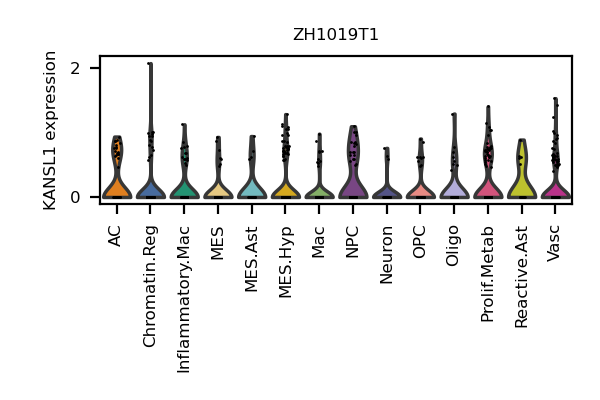 ZH1019T1
KANSL1 expression
2
0
AC
Chromatin.Reg
Inflammatory.Mac
MES
MES.Ast
MES.Hyp
Mac
NPC
Neuron
OPC
Oligo
Prolif.Metab
Reactive.Ast
Vasc